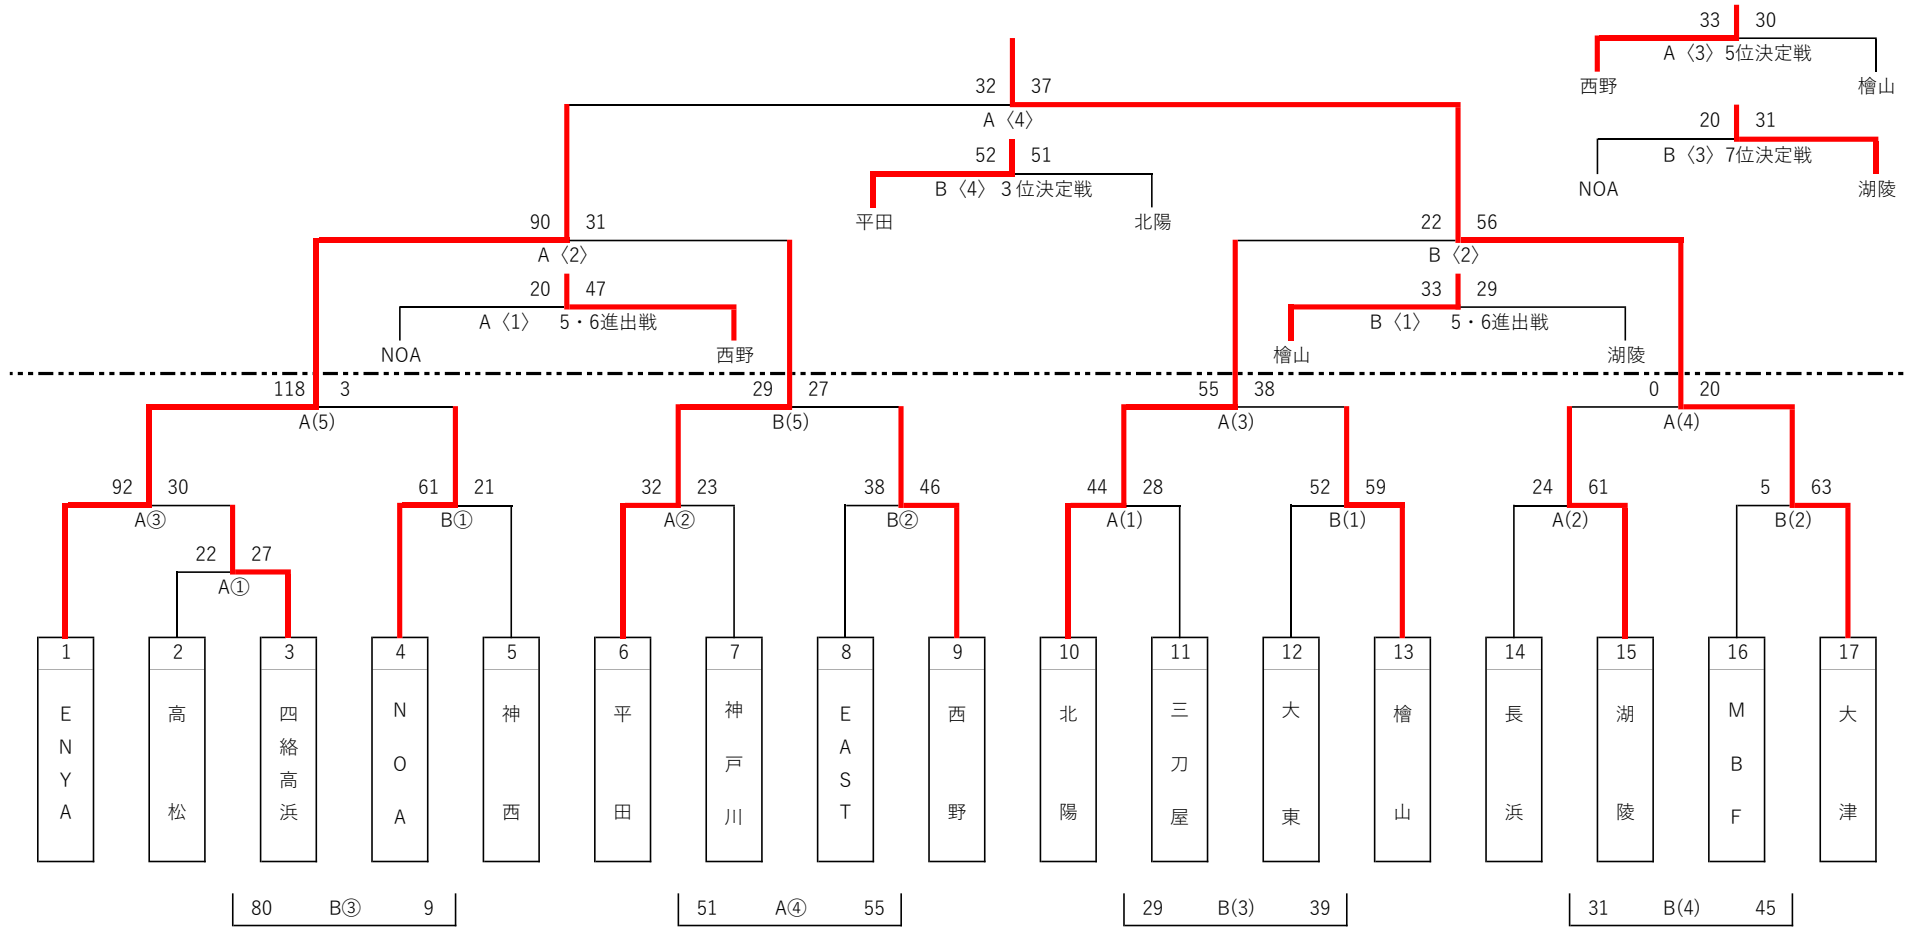 33 30
A〈3〉5位決定戦
西野 檜山
32 37
A〈4〉
20 31
B〈3〉7位決定戦
NOA 湖陵
52 51
B〈4〉３位決定戦
平田 北陽
90 31 22 56
A〈2〉 B〈2〉
20 47 33 29
A〈1〉 5・6進出戦 B〈1〉 5・6進出戦
NOA 西野 檜山 湖陵
118 3 29 27 55 38 0 20
A(5) B(5) A(3) A(4)
92 30 61 21 32 23 38 46 44 28 52 59 24 61 5 63
A③ B① A② B② A(1) B(1) A(2) B(2)
22 27
A①
1 2 3 4 5 6 7 8 9 10 11 12 13 14 15 16 17
ENYA
高松
四絡高浜
NOA
神西
平田
神戸川
EAST
西野
北陽
三刀屋
大東
檜山
長浜
湖陵
MBF
大津
80 B③ 9 51 A④ 55 29 B(3) 39 31 B(4) 45